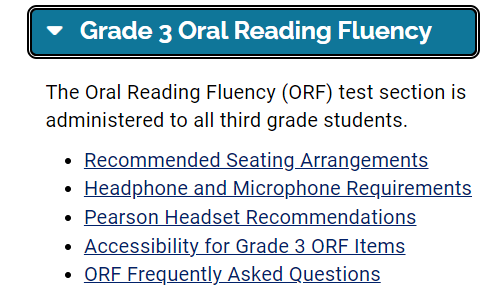 Grade 3 Oral Reading Fluency
The Oral Reading Fluency (ORF) test section is
administered to all third grade students.
• Recommended Seating Arrangements
• Headphone and Microphone Requirements
• Pearson Headset Recommendations
• Accessibility for Grade 3 ORF Items
• ORF Frequently Asked Questions